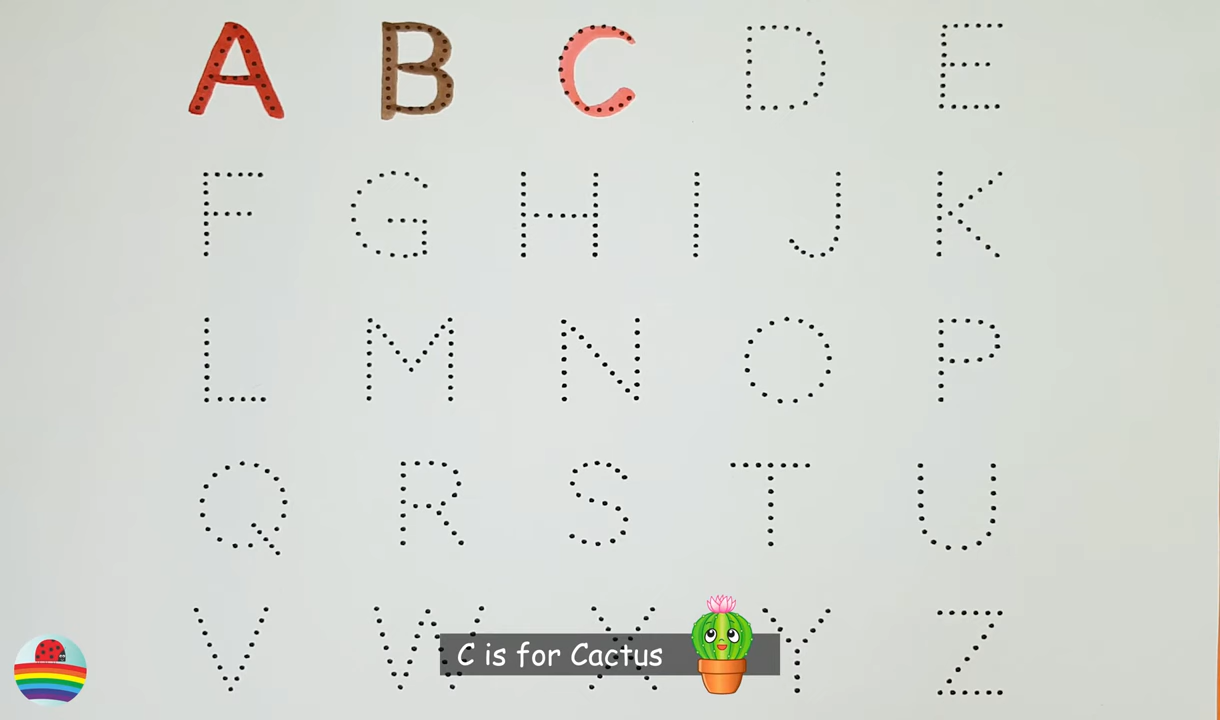 A B C D E
F G H I J K
L M N O P
Q R S T U
V W X Y Z
C is for Cactus